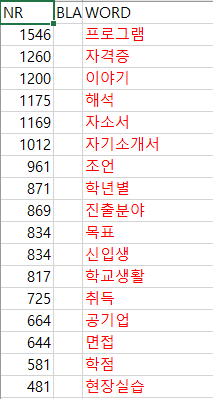 NR BLA WORD
1546 프로그램
1260 자격증
1200 이야기
1175 해석
1169 자소서
1012 자기소개서
961 조언
871 학년별
869 진출분야
834 목표
834 신입생
817 학교생활
725 취득
664 공기업
644 면접
581 학점
481 현장실습